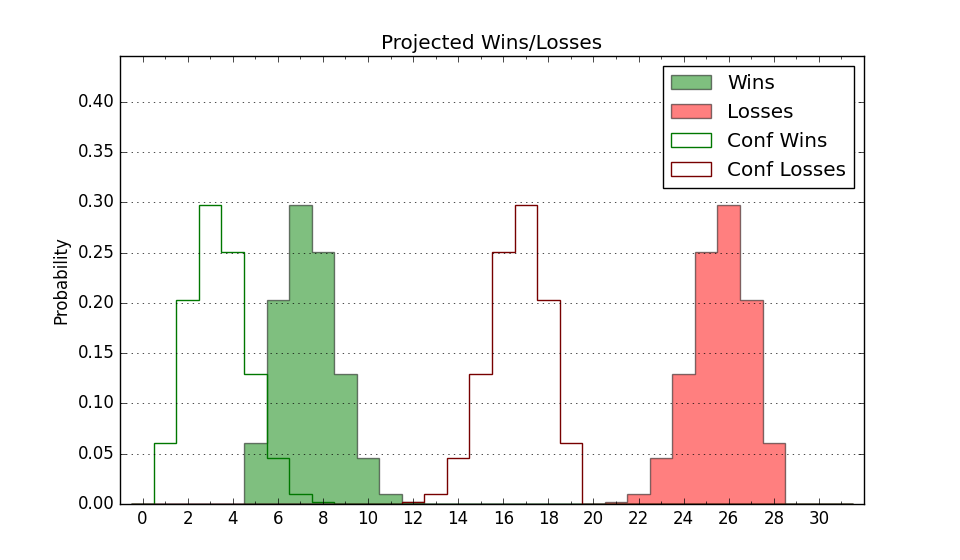 Projected Wins/Losses
Wins
Losses
Conf Wins
Conf Losses
Probability
0.40
0.35
0.30
0.25
0.20
0.15
0.10
0.05
0.00
0 2 4 6 8 10 12 14 16 18 20 22 24 26 28 30